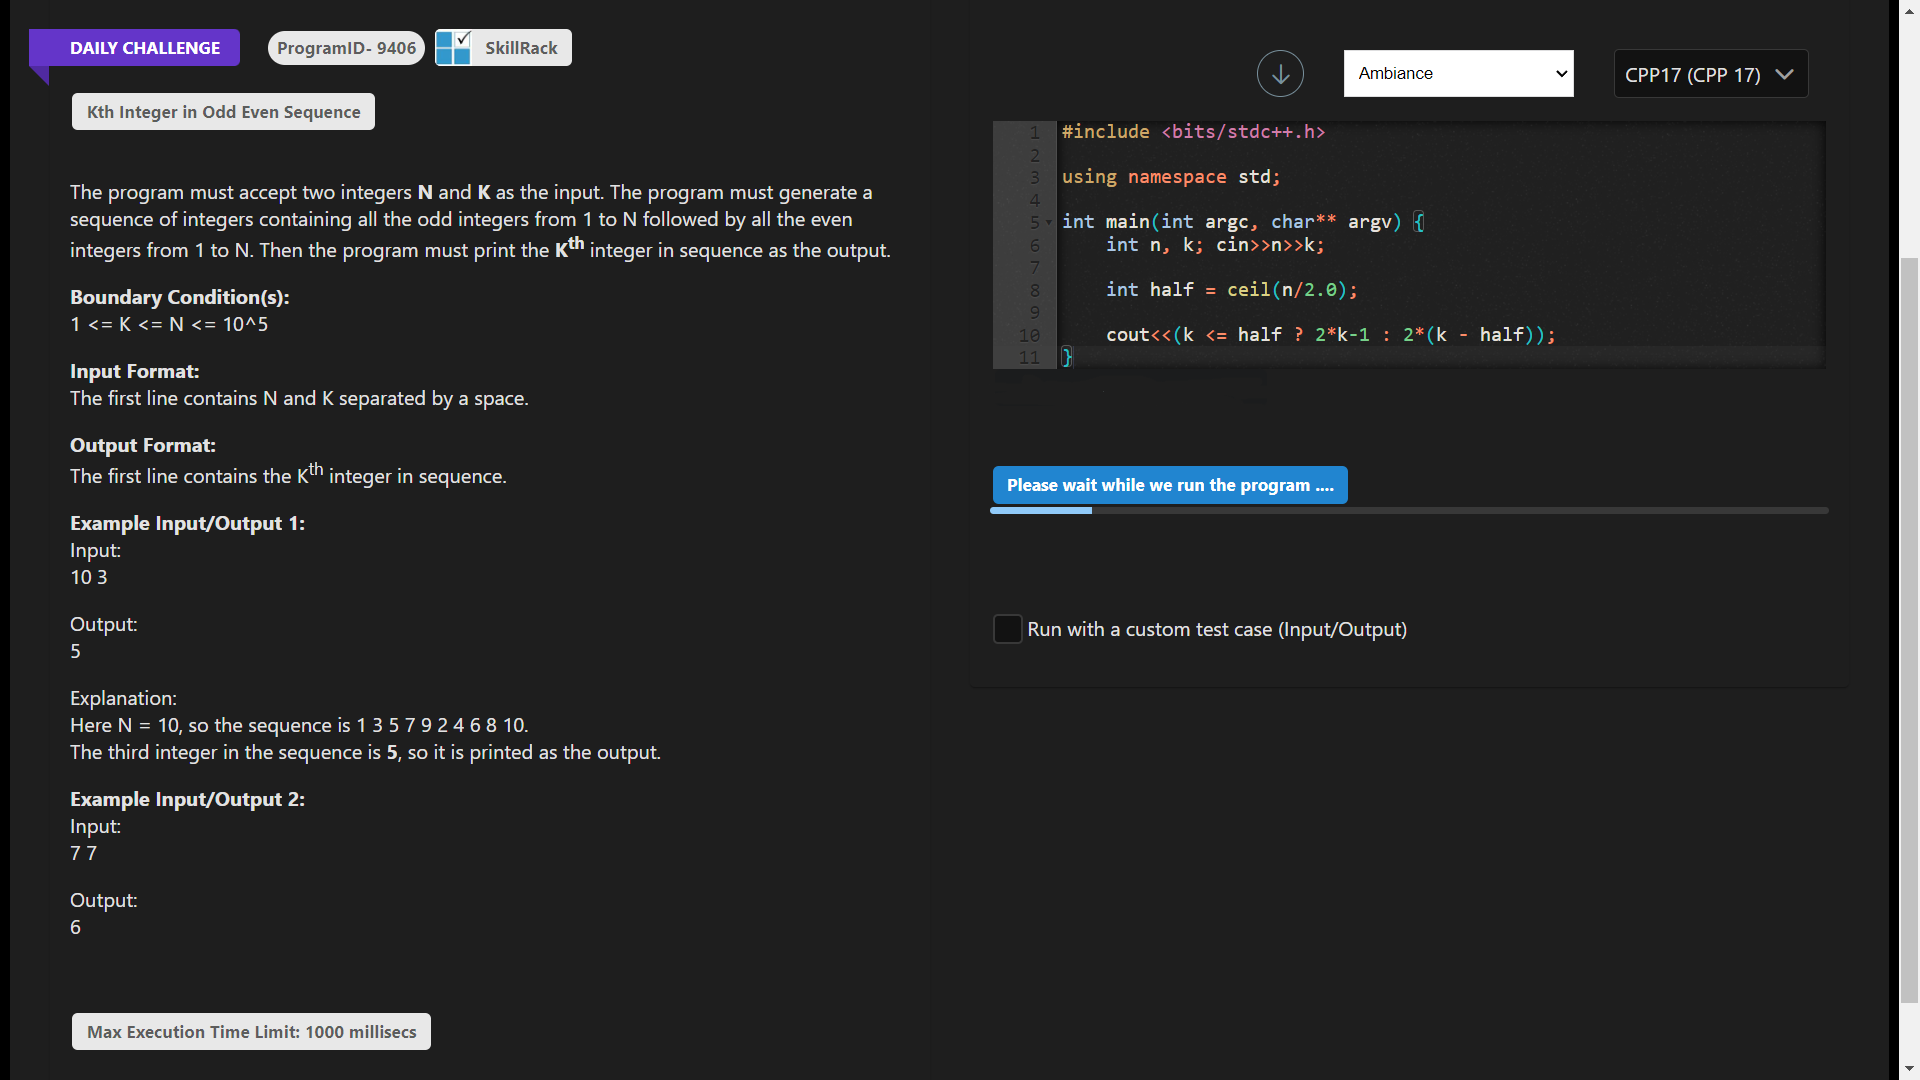 DAILY CHALLENGE
ProgramID- 9406
SkillRack
Kth Integer in Odd Even Sequence
The program must accept two integers N and K as the input. The program must generate a
sequence of integers containing all the odd integers from 1 to N followed by all the even
integers from 1 to N. Then the program must print the Kth integer in sequence as the output.
Boundary Condition(s):
1 <= K <= N <= 10^5
Input Format:
The first line contains N and K separated by a space.
Output Format:
The first line contains the Kth integer in sequence.
Example Input/Output 1:
Input:
10 3
Output:
5
Explanation:
Here N = 10, so the sequence is 1 3 5 7 9 2 4 6 8 10.
The third integer in the sequence is 5, so it is printed as the output.
Example Input/Output 2:
Input:
7 7
Output:
6
Max Execution Time Limit: 1000 millisecs
Ambiance
CPP17 (CPP 17)
1 #include <bits/stdc++.h>
2
3 using namespace std;
4
5 int main(int argc, char** argv) {
6     int n, k; cin>>n>>k;
7
8     int half = ceil(n/2.0);
9
10     cout<<(k <= half ? 2*k-1 : 2*(k - half));
11 }
Please wait while we run the program ....
Run with a custom test case (Input/Output)